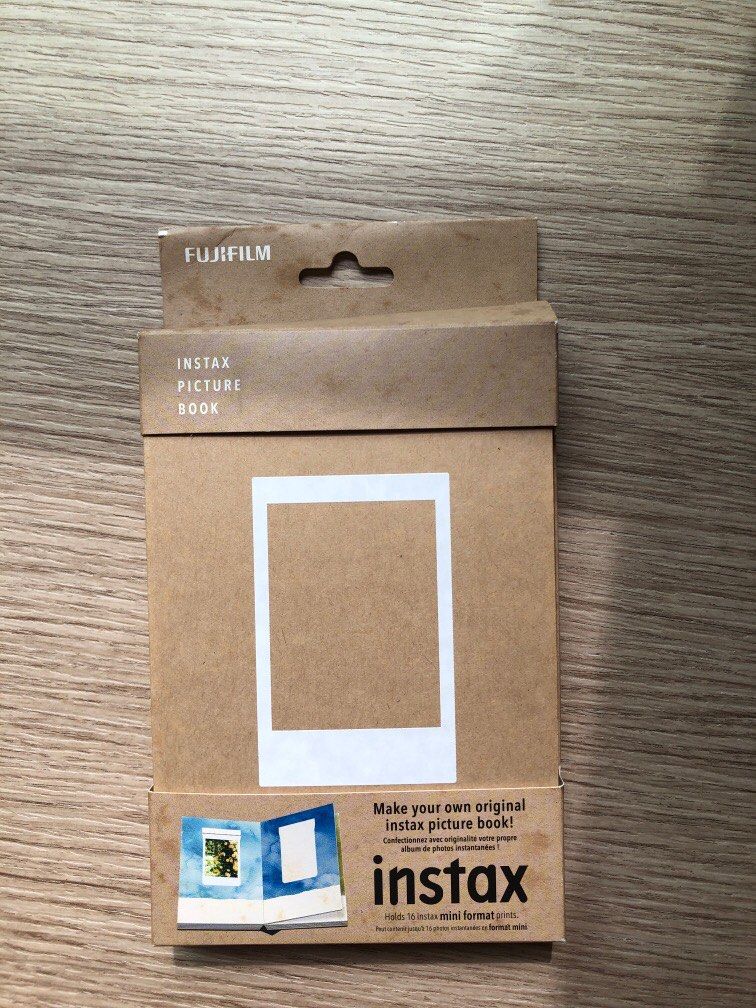 FUJIFILM
INSTAX
PICTURE
BOOK
Make your own original
instax picture book!
Confectionnez avec originalité votre propre
album de photos instantanées !
instax
Holds 16 instax mini format prints.
Peut contenir jusqu'à 16 photos instantanées en format mini